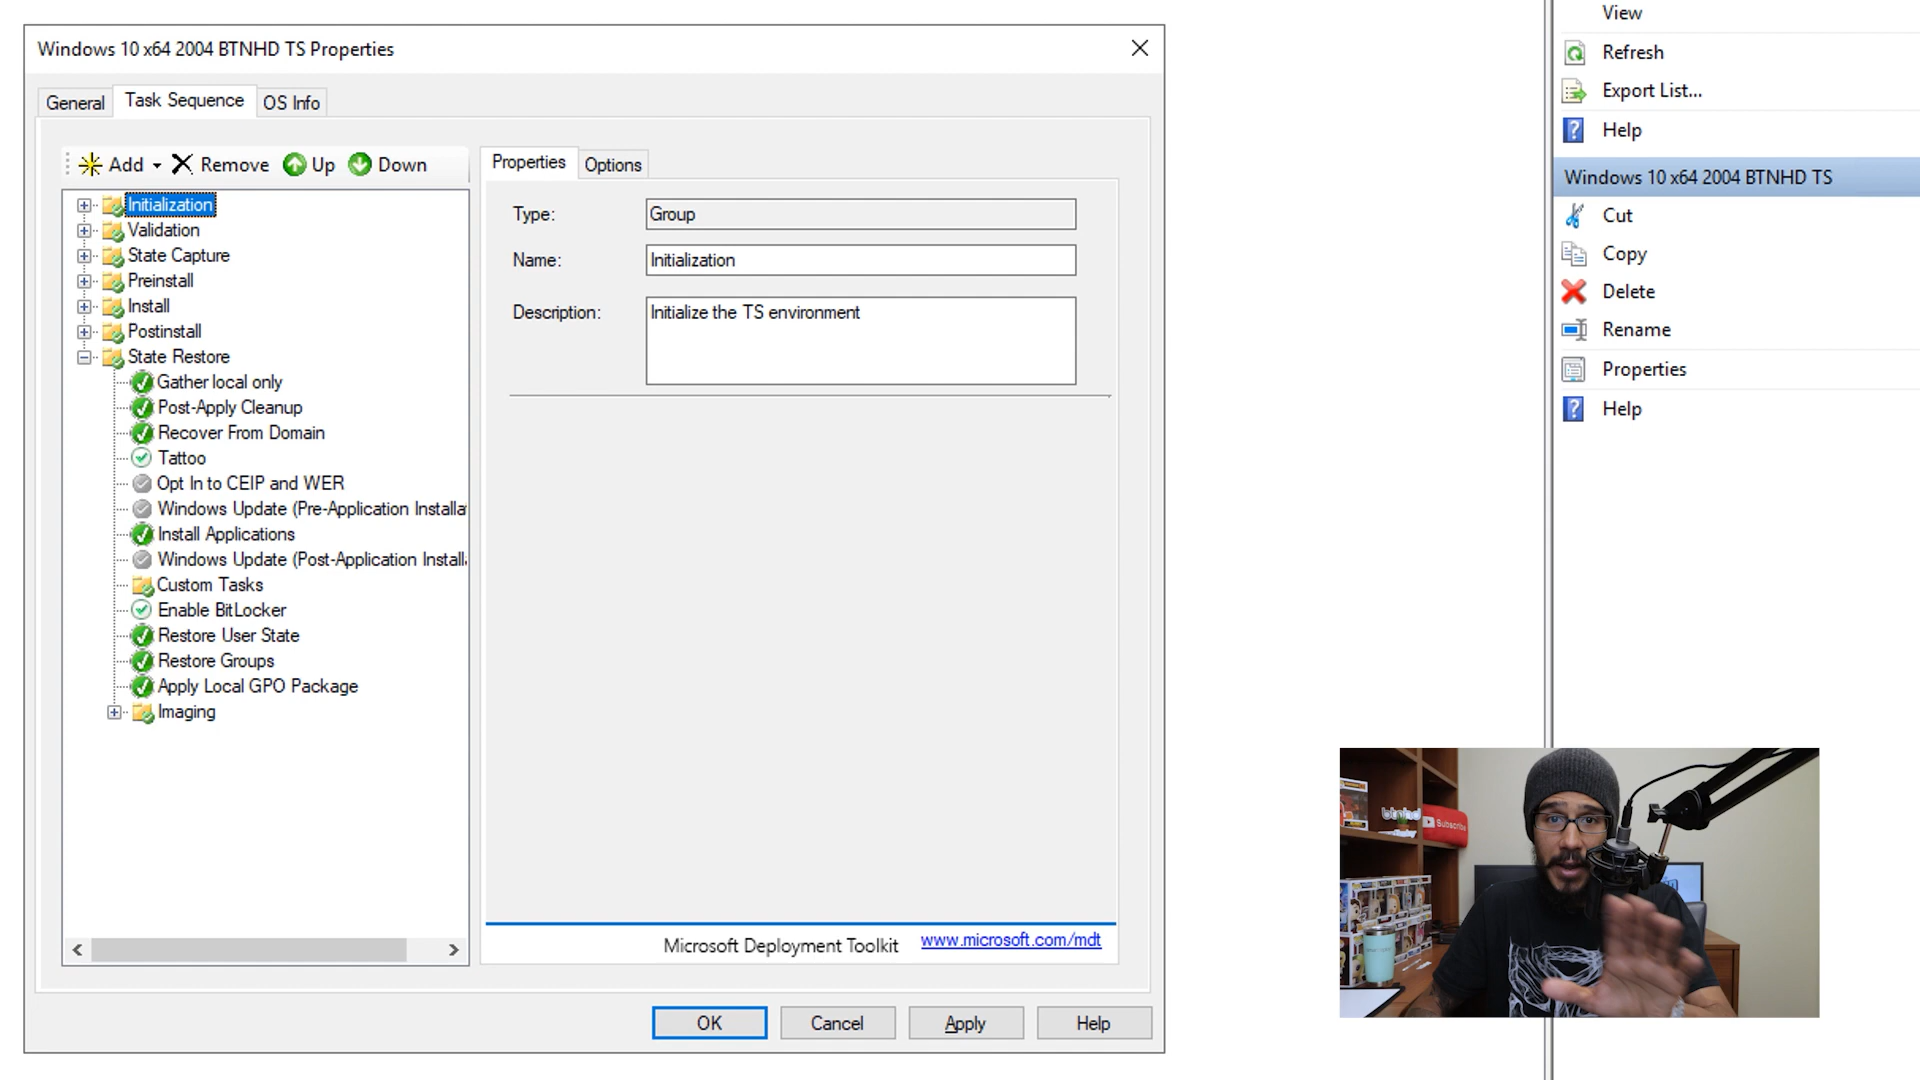 Windows 10 x64 2004 BTNHD TS Properties
General
Task Sequence
OS Info
Add
Remove
Up
Down
Initialization
Validation
State Capture
Preinstall
Install
Postinstall
State Restore
Gather local only
Post-Apply Cleanup
Recover From Domain
Tattoo
Opt In to CEIP and WER
Windows Update (Pre-Application Installa
Install Applications
Windows Update (Post-Application Install
Custom Tasks
Enable BitLocker
Restore User State
Restore Groups
Apply Local GPO Package
Imaging
Properties
Options
Type:
Group
Name:
Initialization
Description:
Initialize the TS environment
Microsoft Deployment Toolkit
www.microsoft.com/mdt
OK
Cancel
Apply
Help
View
Refresh
Export List...
Help
Windows 10 x64 2004 BTNHD TS
Cut
Copy
Delete
Rename
Properties
Help
btnhd
Subscribe